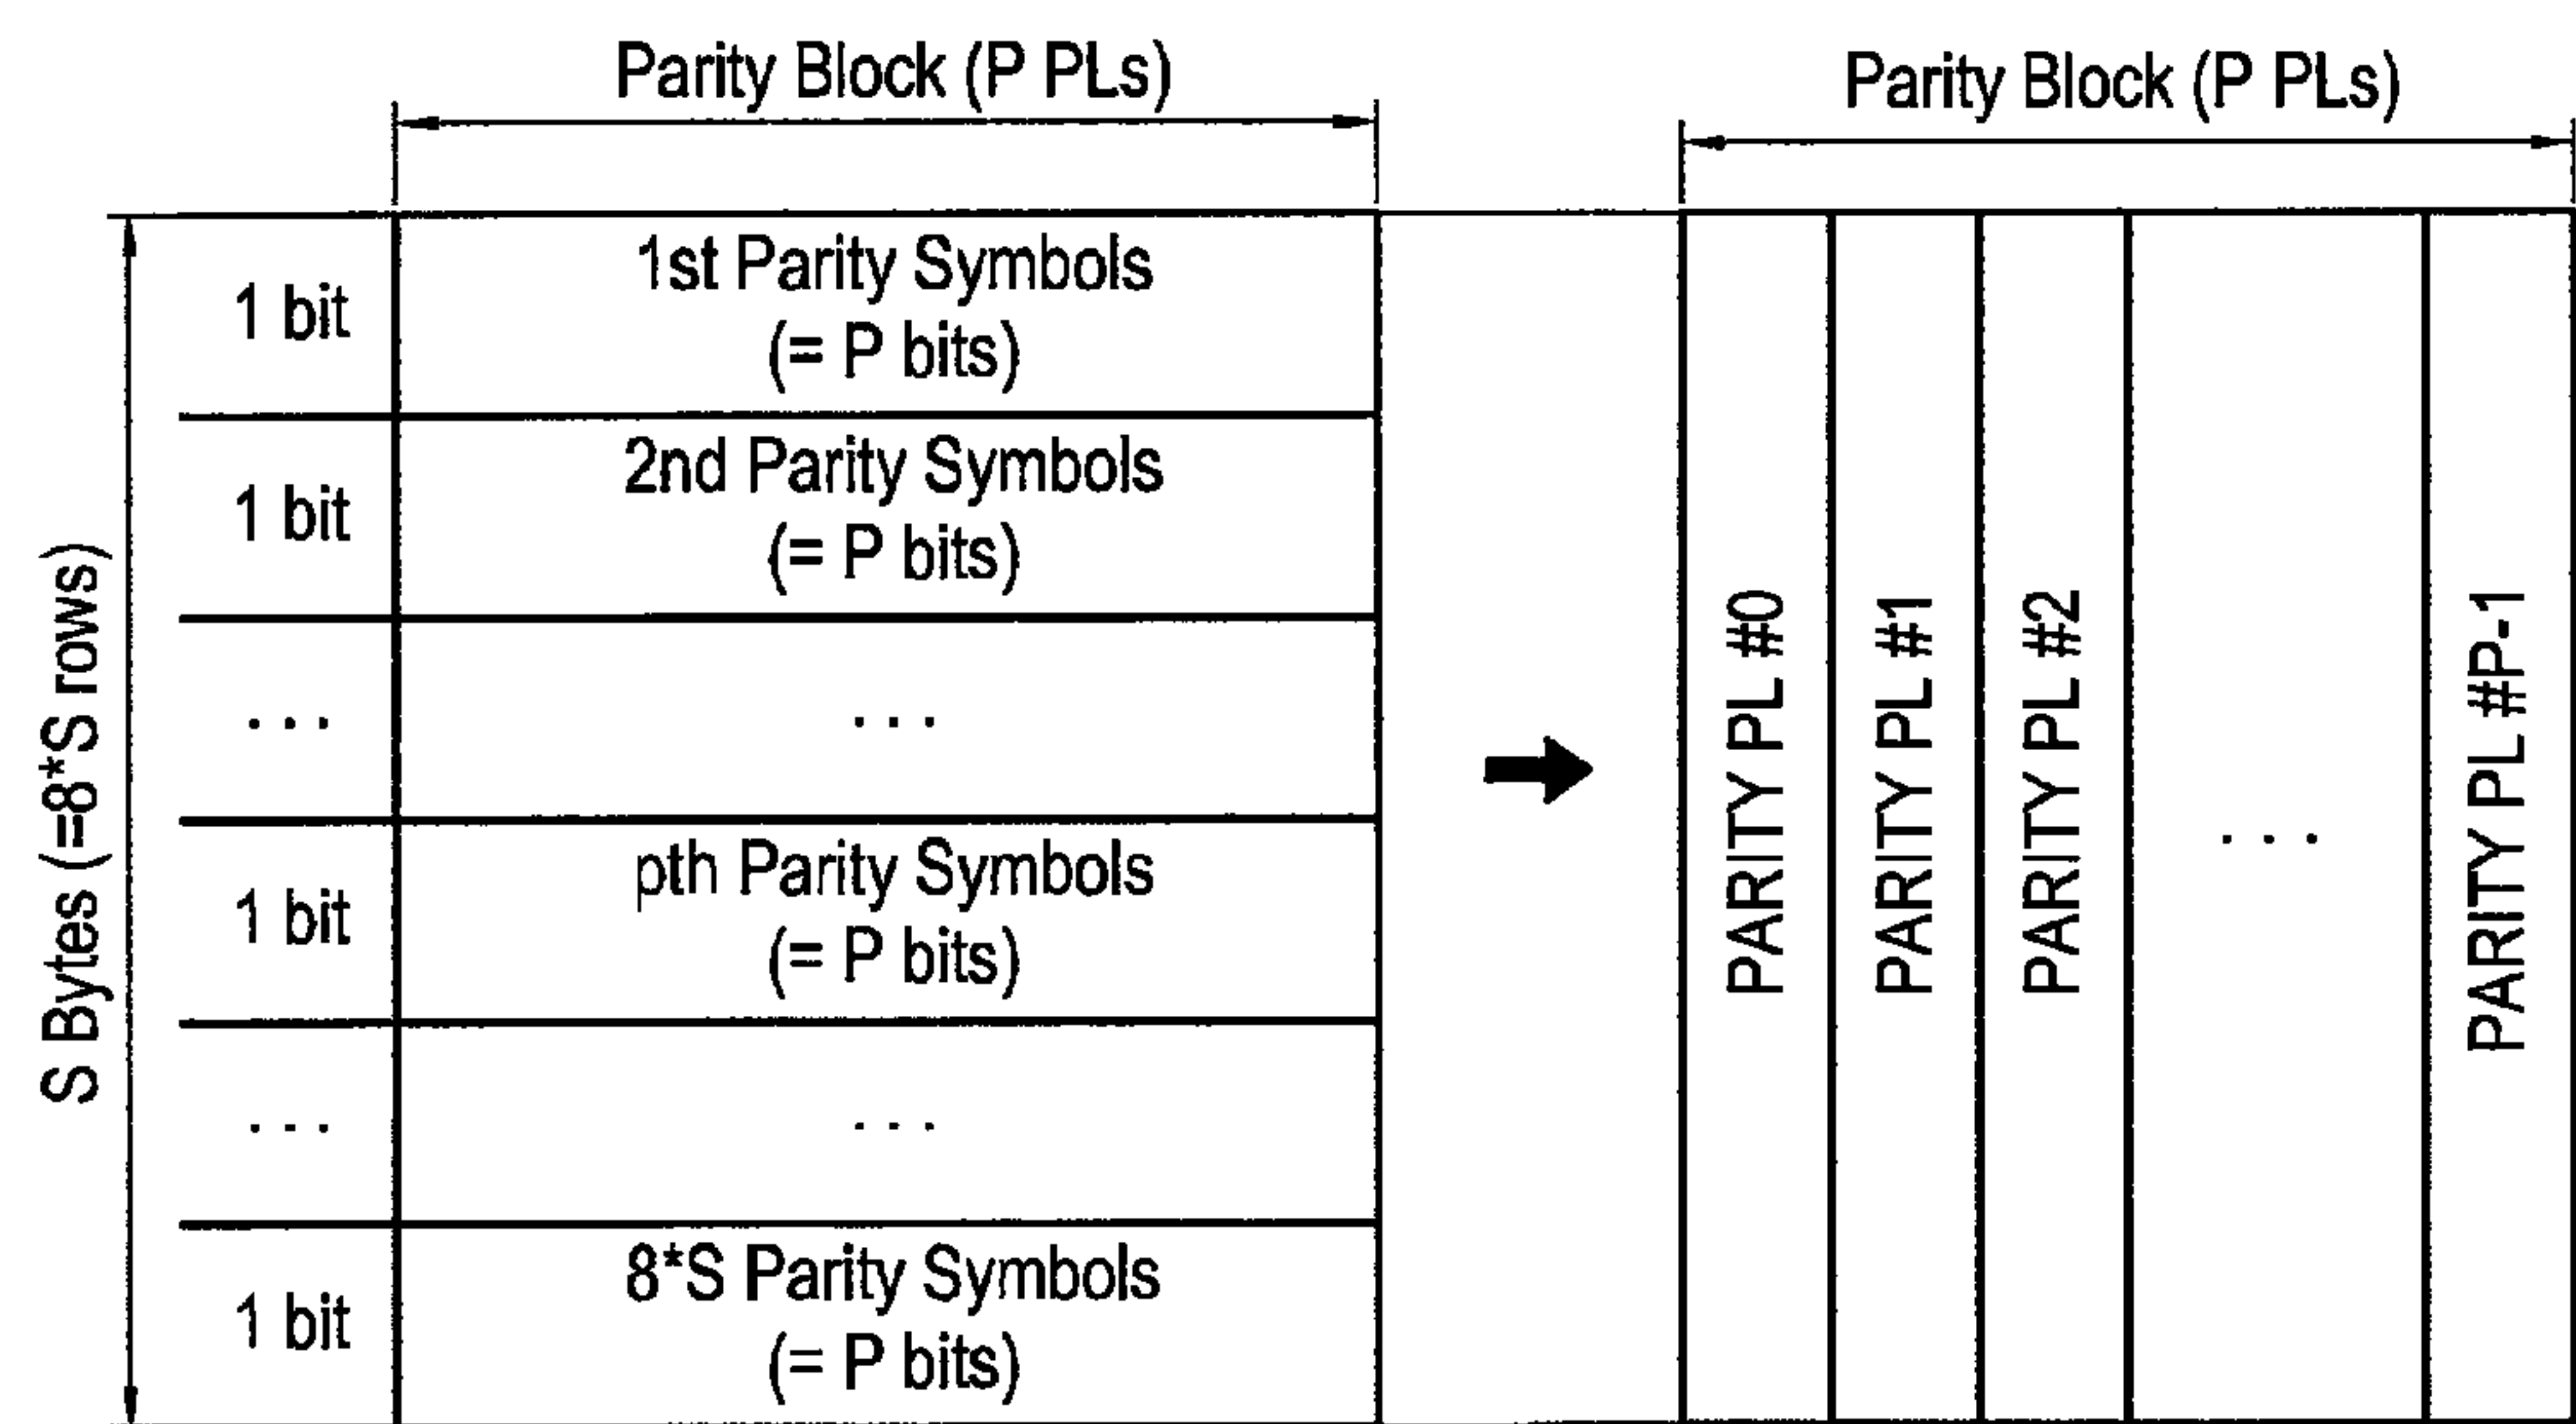 Parity Block (P PLs)
Parity Block (P PLs)
S Bytes (=8*S rows)
1 bit
1st Parity Symbols
(= P bits)
1 bit
2nd Parity Symbols
(= P bits)
... ...
1 bit
pth Parity Symbols
(= P bits)
... ...
1 bit
8*S Parity Symbols
(= P bits)
PARITY PL #0
PARITY PL #1
PARITY PL #2
...
PARITY PL #P-1